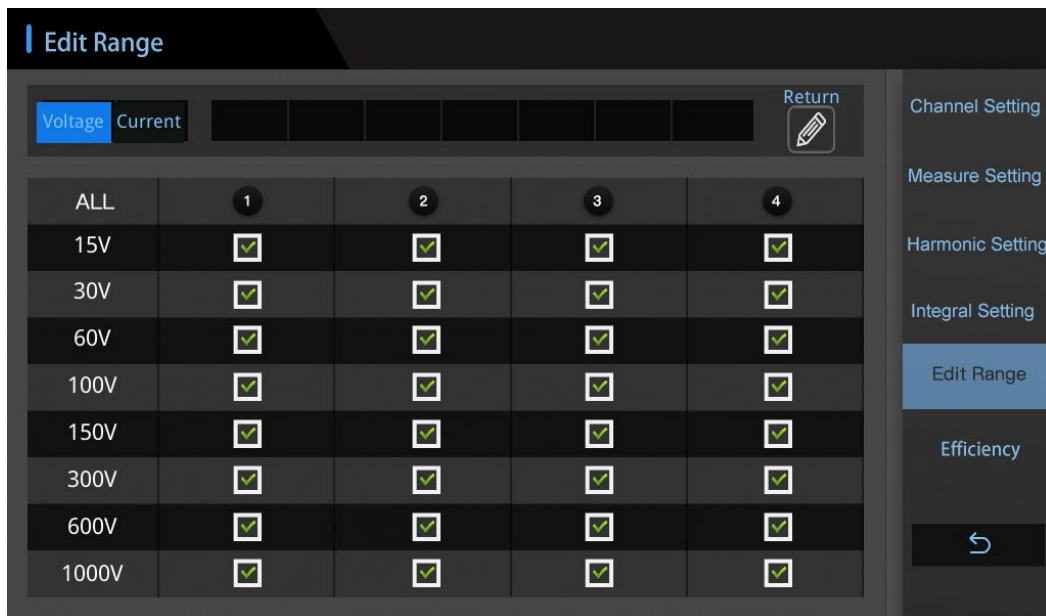 Edit Range
Voltage Current
Return
ALL 1 2 3 4
15V
30V
60V
100V
150V
300V
600V
1000V
Channel Setting
Measure Setting
Harmonic Setting
Integral Setting
Edit Range
Efficiency